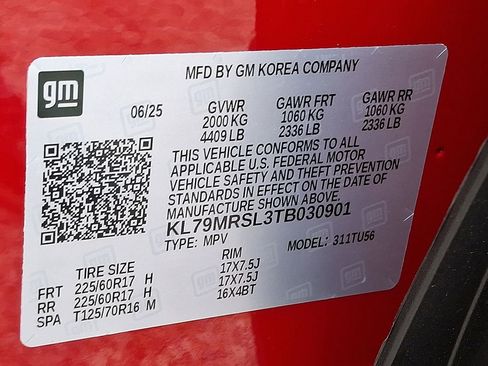 gm
MFD BY GM KOREA COMPANY
06/25 GVWR GAWR FRT GAWR RR
2000 KG 1060 KG 1060 KG
4409 LB 2336 LB 2336 LB
THIS VEHICLE CONFORMS TO ALL
APPLICABLE U.S. FEDERAL MOTOR
VEHICLE SAFETY AND THEFT PREVENTION
STANDARDS IN EFFECT ON THE DATE OF
MANUFACTURE SHOWN ABOVE.
KL79MRSL3TB030901
TYPE: MPV MODEL: 311TU56
TIRE SIZE RIM
FRT 225/60R17 H 17X7.5J
RR 225/60R17 H 17X7.5J
SPA T125/70R16 M 16X4BT